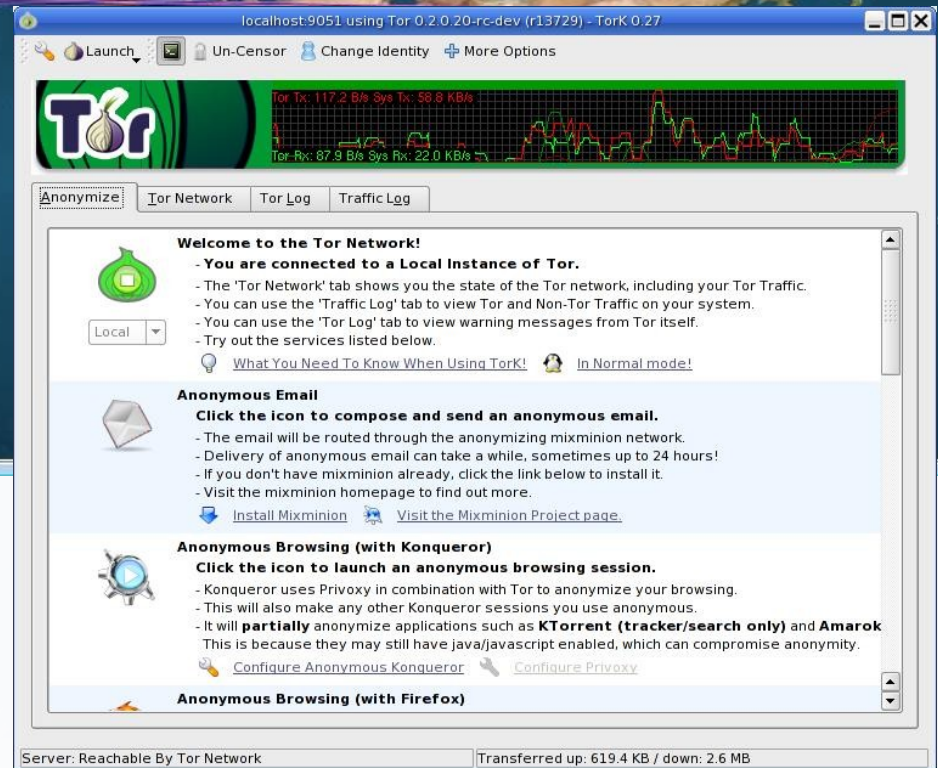 localhost:9051 using Tor 0.2.0.20-rc-dev (r13729) - TorK 0.27
Launch Un-Censor Change Identity More Options
Tor
Tor Tx: 117.2 B/s Sys Tx: 58.8 KB/s
Tor Rx: 87.9 B/s Sys Rx: 22.0 KB/s
Anonymize Tor Network Tor Log Traffic Log
Welcome to the Tor Network!
- You are connected to a Local Instance of Tor.
- The 'Tor Network' tab shows you the state of the Tor network, including your Tor Traffic.
- You can use the 'Traffic Log' tab to view Tor and Non-Tor Traffic on your system.
- You can use the 'Tor Log' tab to view warning messages from Tor itself.
Local
- Try out the services listed below.
What You Need To Know When Using TorK! In Normal mode!
Anonymous Email
Click the icon to compose and send an anonymous email.
- The email will be routed through the anonymizing mixminion network.
- Delivery of anonymous email can take a while, sometimes up to 24 hours!
- If you don't have mixminion already, click the link below to install it.
- Visit the mixminion homepage to find out more.
Install Mixminion Visit the Mixminion Project page.
Anonymous Browsing (with Konqueror)
Click the icon to launch an anonymous browsing session.
- Konqueror uses Privoxy in combination with Tor to anonymize your browsing.
- This will also make any other Konqueror sessions you use anonymous.
- It will partially anonymize applications such as KTorrent (tracker/search only) and Amarok
This is because they may still have java/javascript enabled, which can compromise anonymity.
Configure Anonymous Konqueror Configure Privoxy
Anonymous Browsing (with Firefox)
Server: Reachable By Tor Network Transferred up: 619.4 KB / down: 2.6 MB